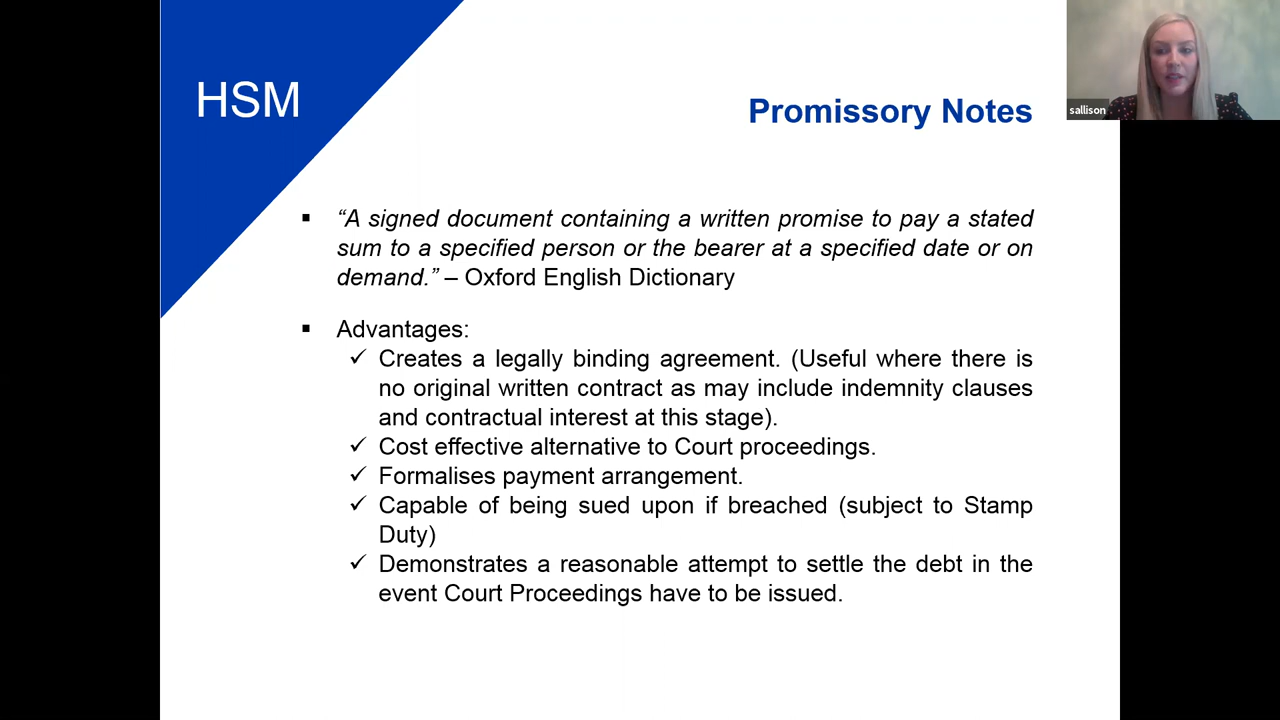 HSM
Promissory Notes
sallison
“A signed document containing a written promise to pay a stated
sum to a specified person or the bearer at a specified date or on
demand.” – Oxford English Dictionary
Advantages:
Creates a legally binding agreement. (Useful where there is
no original written contract as may include indemnity clauses
and contractual interest at this stage).
Cost effective alternative to Court proceedings.
Formalises payment arrangement.
Capable of being sued upon if breached (subject to Stamp
Duty)
Demonstrates a reasonable attempt to settle the debt in the
event Court Proceedings have to be issued.